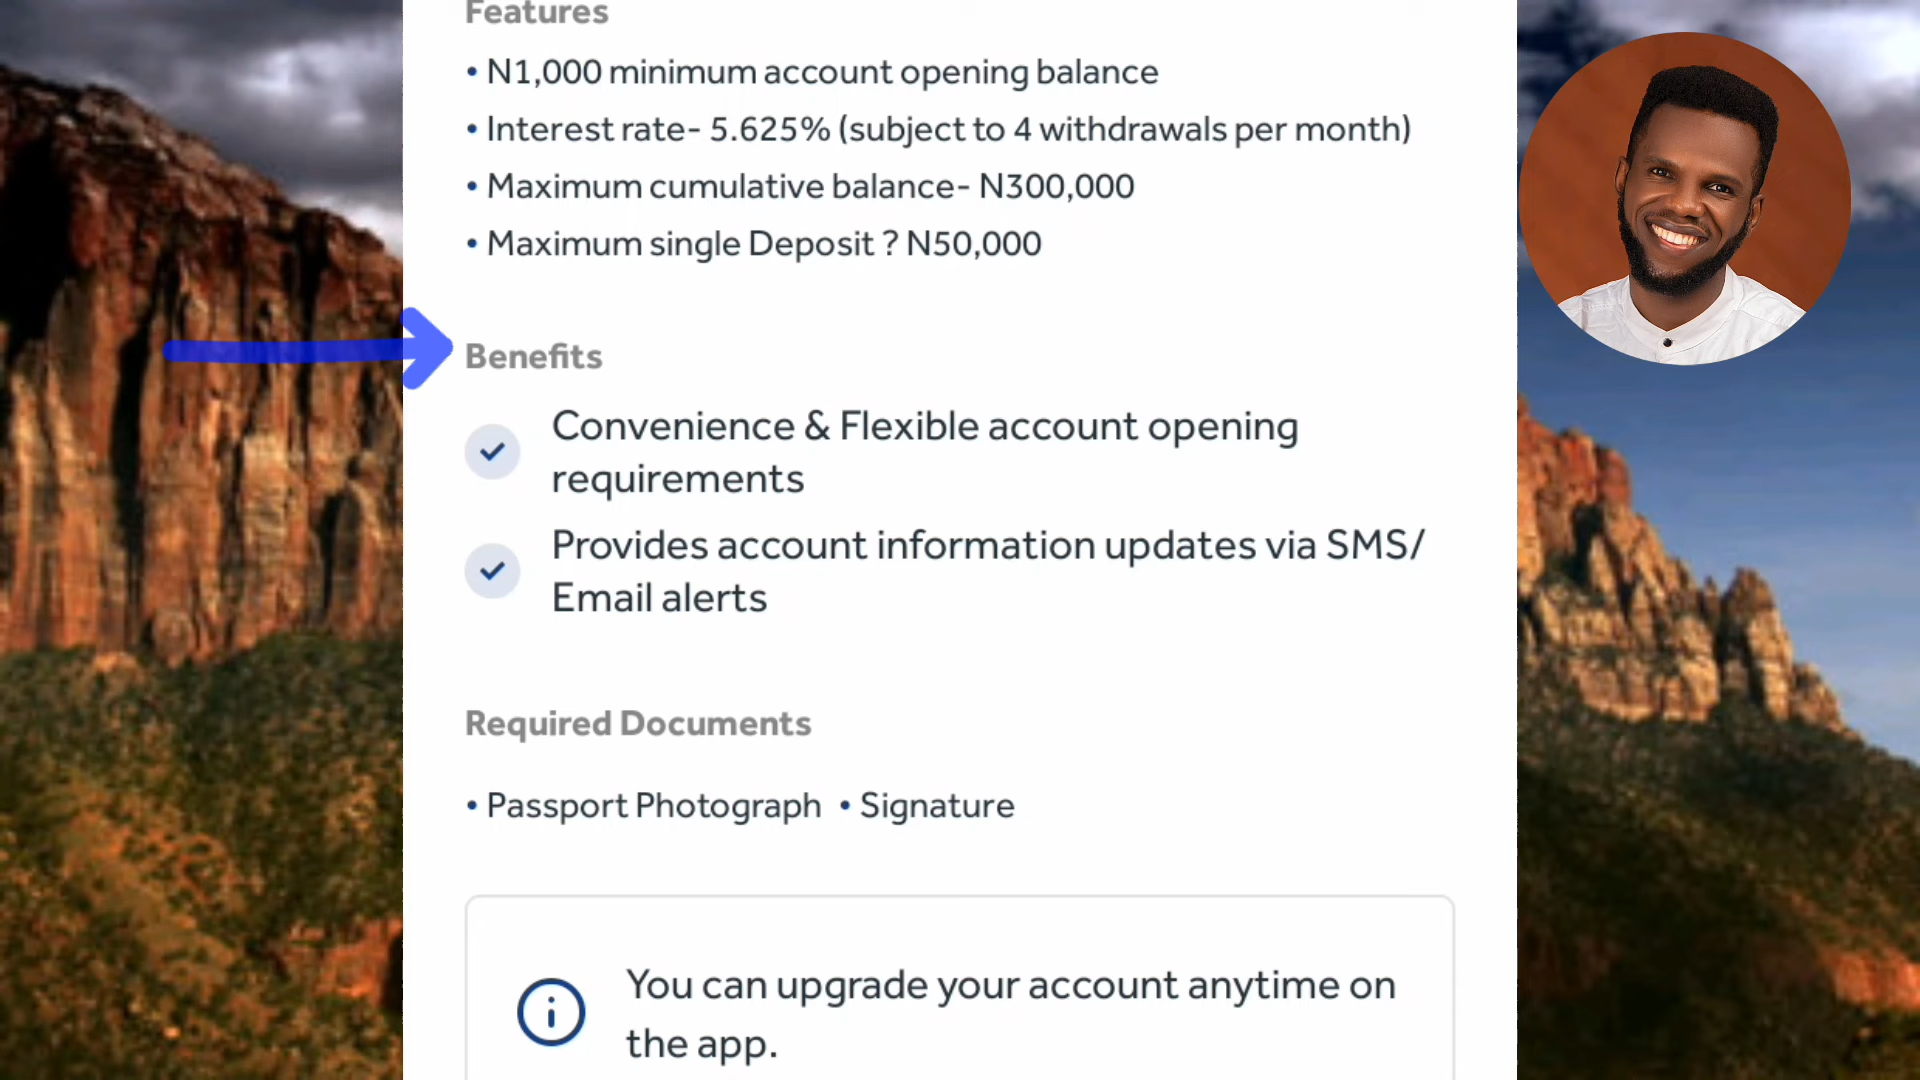 Features
• N1,000 minimum account opening balance
• Interest rate- 5.625% (subject to 4 withdrawals per month)
• Maximum cumulative balance- N300,000
• Maximum single Deposit ? N50,000
Benefits
Convenience & Flexible account opening
requirements
Provides account information updates via SMS/
Email alerts
Required Documents
• Passport Photograph • Signature
You can upgrade your account anytime on
the app.